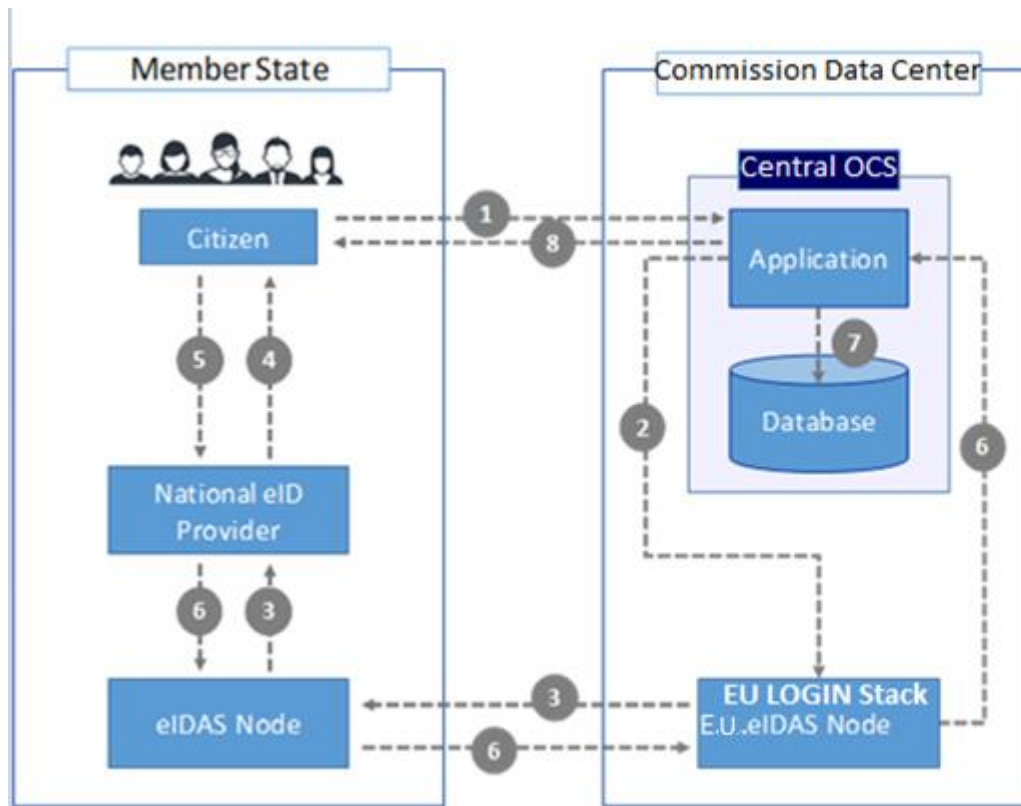 Member State
Commission Data Center
Central OCS
1
Citizen
8
Application
5
4
7
2
Database
6
National eID
Provider
6
3
3
EU LOGIN Stack
eIDAS Node
E.U.eIDAS Node
6